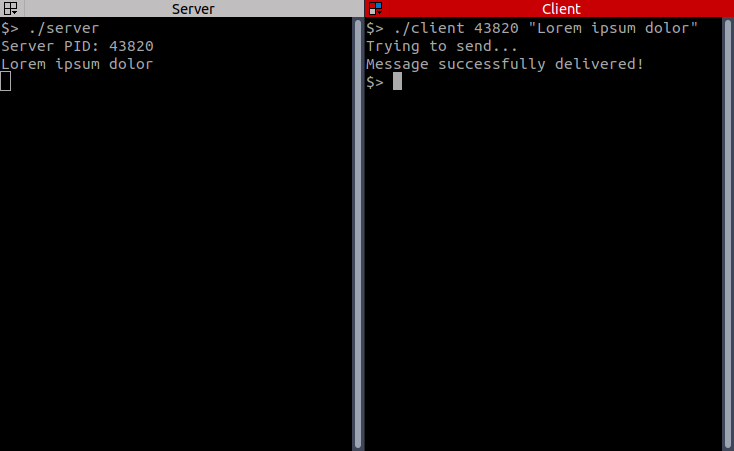 Server
$> ./server
Server PID: 43820
Lorem ipsum dolor
Client
$> ./client 43820 "Lorem ipsum dolor"
Trying to send...
Message successfully delivered!
$>